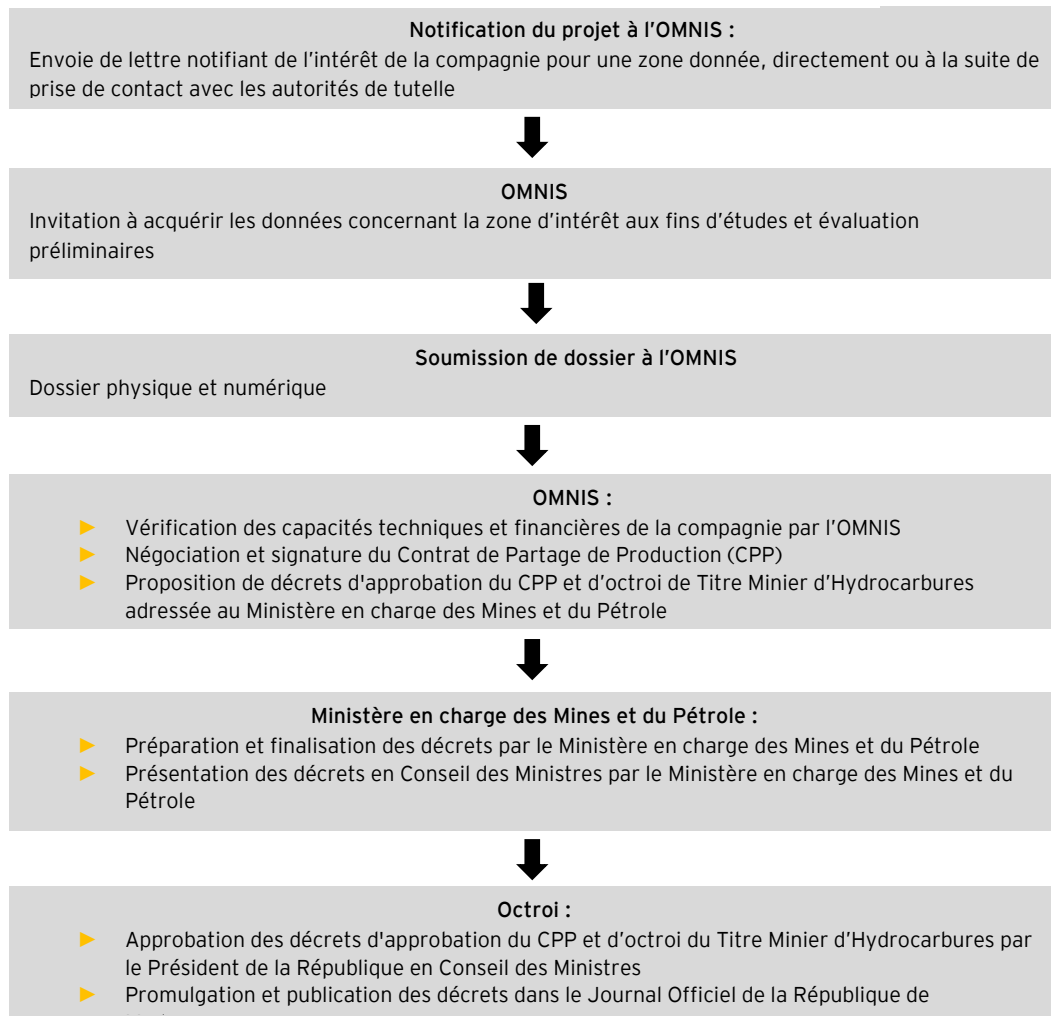 Notification du projet à l'OMNIS :
Envoie de lettre notifiant de l'intérêt de la compagnie pour une zone donnée, directement ou à la suite de
prise de contact avec les autorités de tutelle
OMNIS
Invitation à acquérir les données concernant la zone d'intérêt aux fins d'études et évaluation
préliminaires
Soumission de dossier à l'OMNIS
Dossier physique et numérique
OMNIS :
► Vérification des capacités techniques et financières de la compagnie par l'OMNIS
► Négociation et signature du Contrat de Partage de Production (CPP)
► Proposition de décrets d'approbation du CPP et d'octroi de Titre Minier d'Hydrocarbures
adressée au Ministère en charge des Mines et du Pétrole
Ministère en charge des Mines et du Pétrole :
► Préparation et finalisation des décrets par le Ministère en charge des Mines et du Pétrole
► Présentation des décrets en Conseil des Ministres par le Ministère en charge des Mines et du
Pétrole
Octroi :
► Approbation des décrets d'approbation du CPP et d'octroi du Titre Minier d'Hydrocarbures par
le Président de la République en Conseil des Ministres
► Promulgation et publication des décrets dans le Journal Officiel de la République de